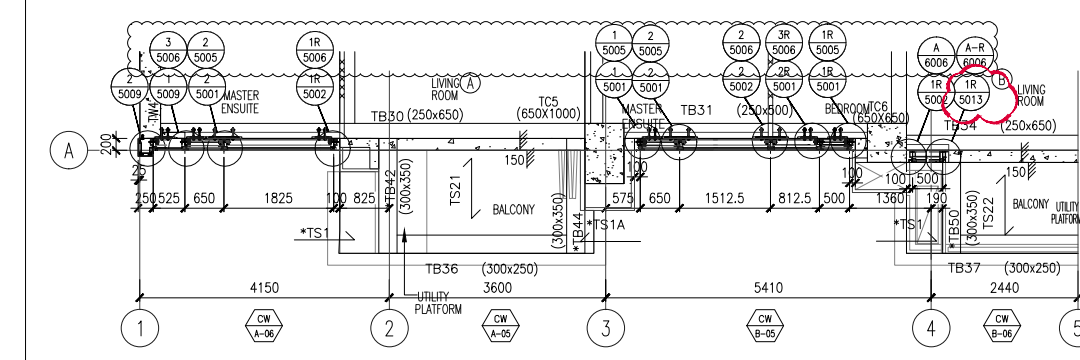 3
5006
2
5005
1R
5006
1
5005
2
5005
2
5006
3R
5006
1R
5005
A
6006
A-R
6006
2
5009
1
5009
2
5001
1R
5002
1
5001
2
5001
2
5002
2R
5001
1R
5001
1R
5002
1R
5013
B
MASTER
ENSUITE
LIVING
ROOM
A
TB30 (250x650)
TC5
(650X1000)
MASTER
ENSUITE
TB31
(250x500)
BEDROOM
TC6
(650X650)
LIVING
ROOM
TB34
(250x650)
A
200
25
150
100
100
100
500
150
250
525
650
1825
100
825
575
650
1512.5
812.5
500
1360
190
*TB42
(300x350)
TS21
BALCONY
(300x350)
*TB44
*TS1
*TS1A
*TS1
*TB50
(300x350)
TS22
BALCONY
UTILITY
PLATFORM
TB36 (300x250)
TB37 (300x250)
4150
UTILITY
PLATFORM
3600
5410
2440
1
CW
A-06
2
CW
A-05
3
CW
B-05
4
CW
B-06
5